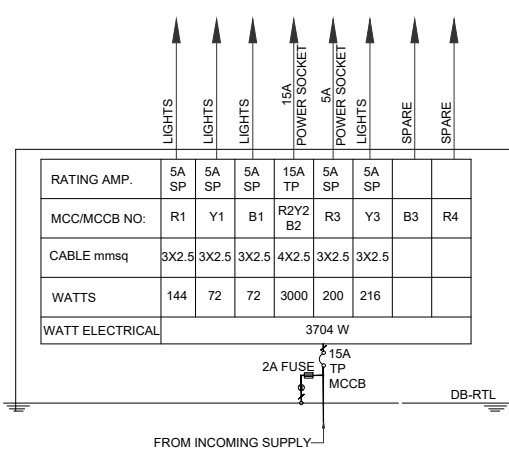 LIGHTS
LIGHTS
LIGHTS
15A
POWER SOCKET
5A
POWER SOCKET
LIGHTS
SPARE
SPARE
RATING AMP. 5A SP 5A SP 5A SP 15A TP 5A SP 5A SP
MCC/MCCB NO: R1 Y1 B1 R2Y2 B2 R3 Y3 B3 R4
CABLE mmsq 3X2.5 3X2.5 3X2.5 4X2.5 3X2.5 3X2.5
WATTS 144 72 72 3000 200 216
WATT ELECTRICAL 3704 W
15A
2A FUSE TP
MCCB
DB-RTL
FROM INCOMING SUPPLY